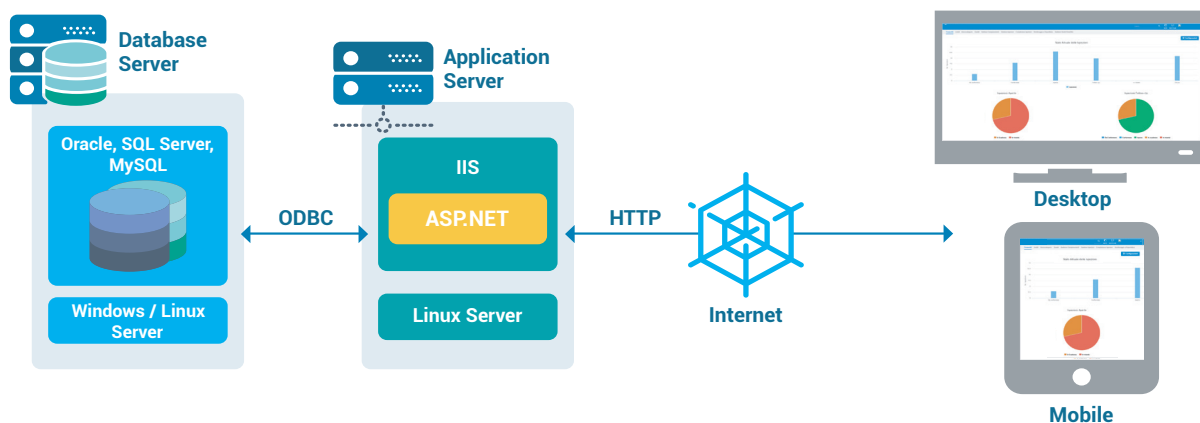 Database
Server
Oracle, SQL Server,
MySQL
Windows / Linux
Server
ODBC
Application
Server
IIS
ASP.NET
Linux Server
HTTP
Internet
Desktop
Mobile